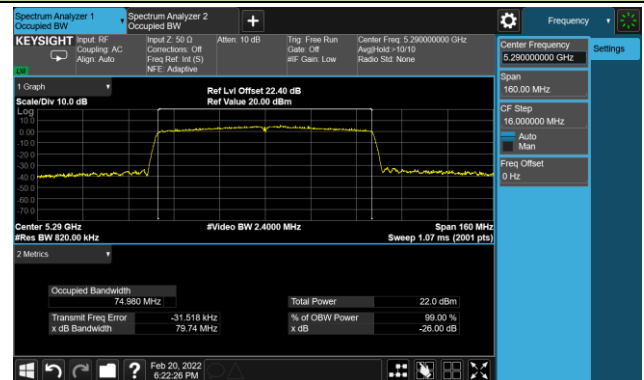 Spectrum Analyzer 1
Occupied BW
Spectrum Analyzer 2
Occupied BW
Frequency
KEYSIGHT
Input: RF
Coupling: AC
Align: Auto
Input Z: 50 Ω
Corrections: Off
Freq Ref: Int (S)
NFE: Adaptive
Atten: 10 dB
Trig: Free Run
Gate: Off
#IF Gain: Low
Center Freq: 5.290000000 GHz
Avg|Hold:>10/10
Radio Std: None
LXI
1 Graph
Scale/Div 10.0 dB
Ref Lvl Offset 22.40 dB
Ref Value 20.00 dBm
Log
10.0
0.00
-10.0
-20.0
-30.0
-40.0
-50.0
-60.0
-70.0
Center 5.29 GHz
#Res BW 820.00 kHz
#Video BW 2.4000 MHz
Span 160 MHz
Sweep 1.07 ms (2001 pts)
2 Metrics
Occupied Bandwidth
74.980 MHz
Total Power 22.0 dBm
Transmit Freq Error -31.518 kHz
% of OBW Power 99.00 %
x dB Bandwidth 79.74 MHz
x dB -26.00 dB
Center Frequency
5.290000000 GHz
Settings
Span
160.00 MHz
CF Step
16.000000 MHz
Auto
Man
Freq Offset
0 Hz
Feb 20, 2022
6:22:26 PM